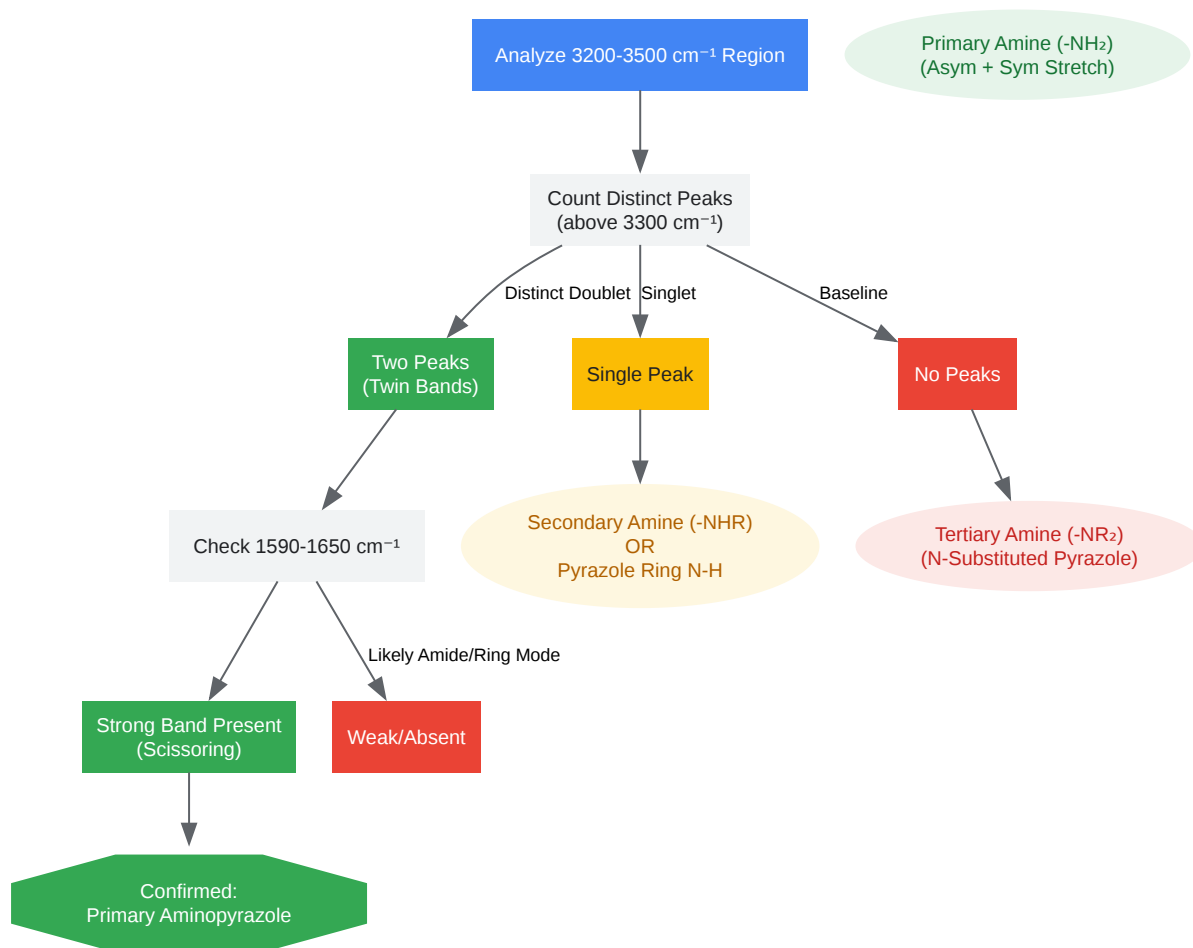 Analyze 3200-3500 cm⁻¹ Region
Primary Amine (-NH₂)
(Asym + Sym Stretch)
Count Distinct Peaks
(above 3300 cm⁻¹)
Distinct Doublet
Singlet
Baseline
Two Peaks
(Twin Bands)
Single Peak
No Peaks
Check 1590-1650 cm⁻¹
Secondary Amine (-NHR)
OR
Pyrazole Ring N-H
Tertiary Amine (-NR₂)
(N-Substituted Pyrazole)
Likely Amide/Ring Mode
Strong Band Present
(Scissoring)
Weak/Absent
Confirmed:
Primary Aminopyrazole